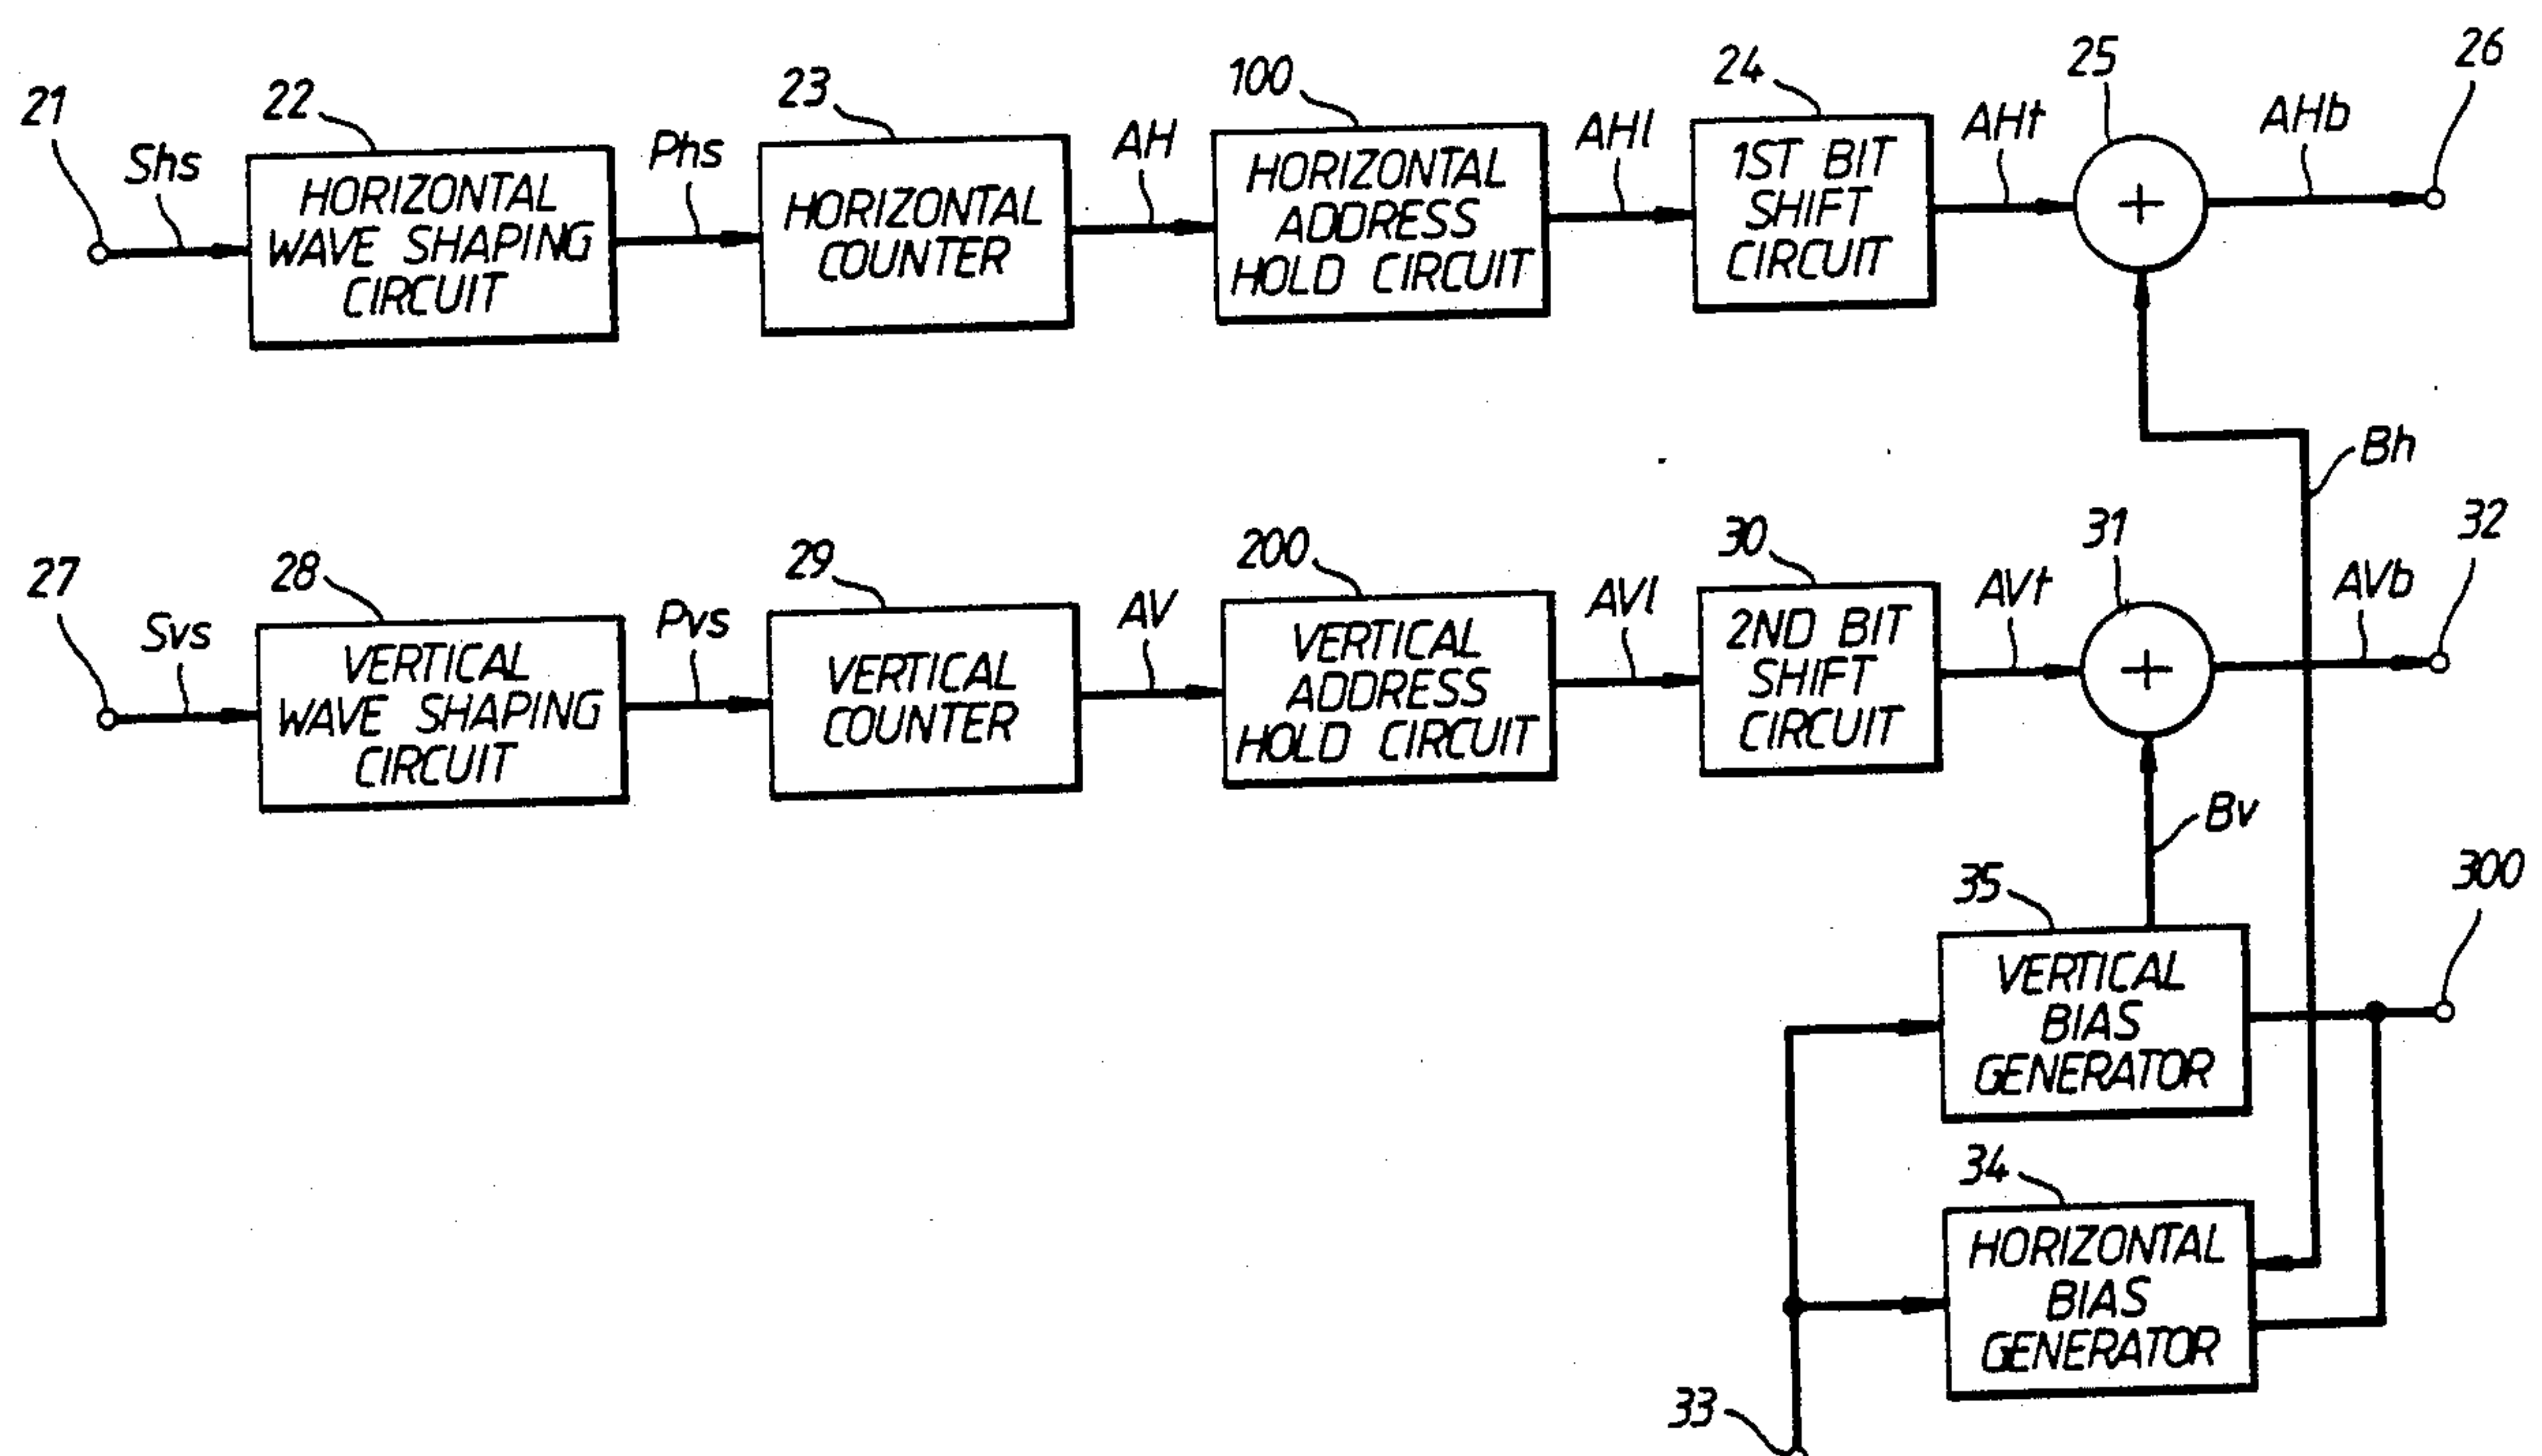 21
Shs
22
HORIZONTAL
WAVE SHAPING
CIRCUIT
Phs
23
HORIZONTAL
COUNTER
AH
100
HORIZONTAL
ADDRESS
HOLD CIRCUIT
AHl
24
1ST BIT
SHIFT
CIRCUIT
AHt
25
+
AHb
26
Bh
27
Svs
28
VERTICAL
WAVE SHAPING
CIRCUIT
Pvs
29
VERTICAL
COUNTER
AV
200
VERTICAL
ADDRESS
HOLD CIRCUIT
AVl
30
2ND BIT
SHIFT
CIRCUIT
AVt
31
+
AVb
32
Bv
35
VERTICAL
BIAS
GENERATOR
300
34
HORIZONTAL
BIAS
GENERATOR
33